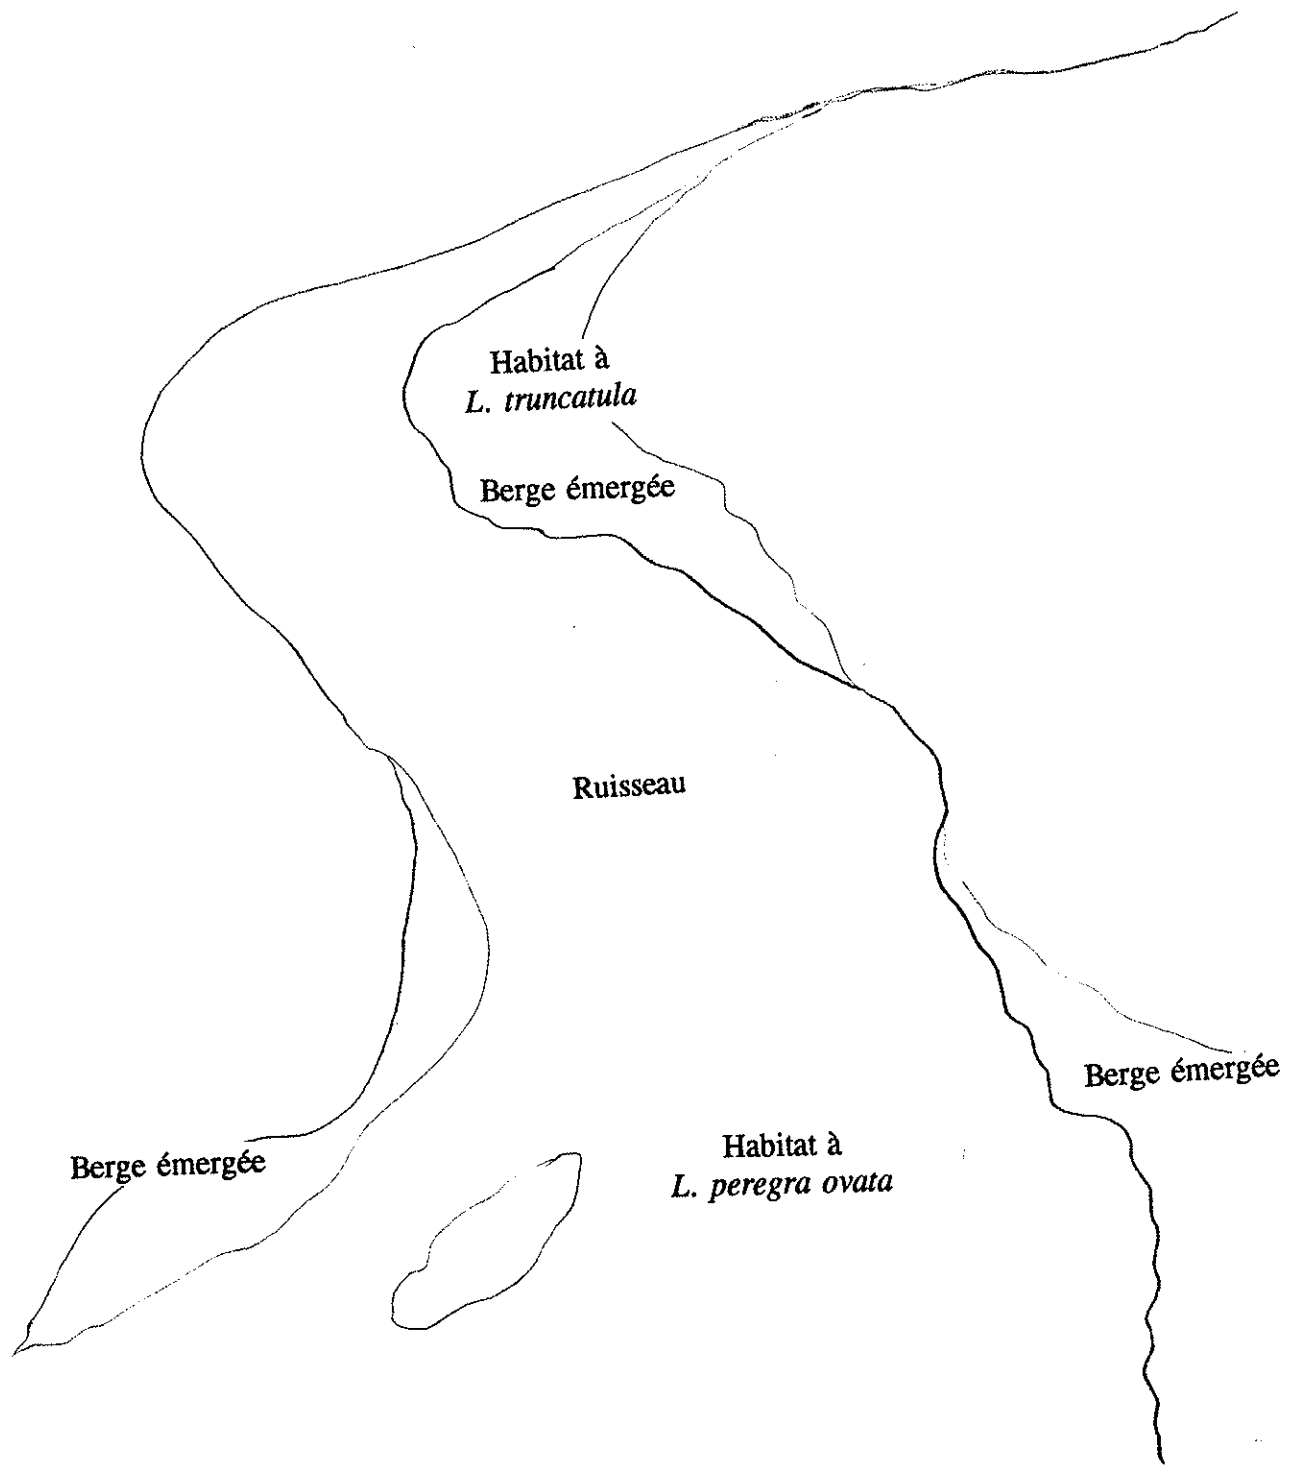 Habitat à
L. truncatula
Berge émergée
Ruisseau
Berge émergée
Habitat à
L. peregra ovata
Berge émergée